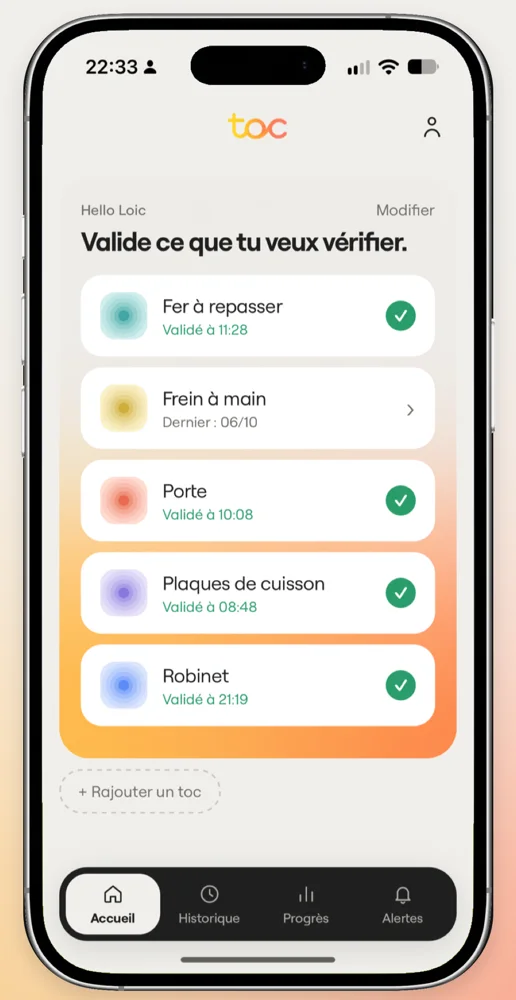 22:33
toc
Hello Loic
Modifier
Valide ce que tu veux vérifier.
Fer à repasser
Validé à 11:28
Frein à main
Dernier : 06/10
Porte
Validé à 10:08
Plaques de cuisson
Validé à 08:48
Robinet
Validé à 21:19
+ Rajouter un toc
Accueil
Historique
Progrès
Alertes